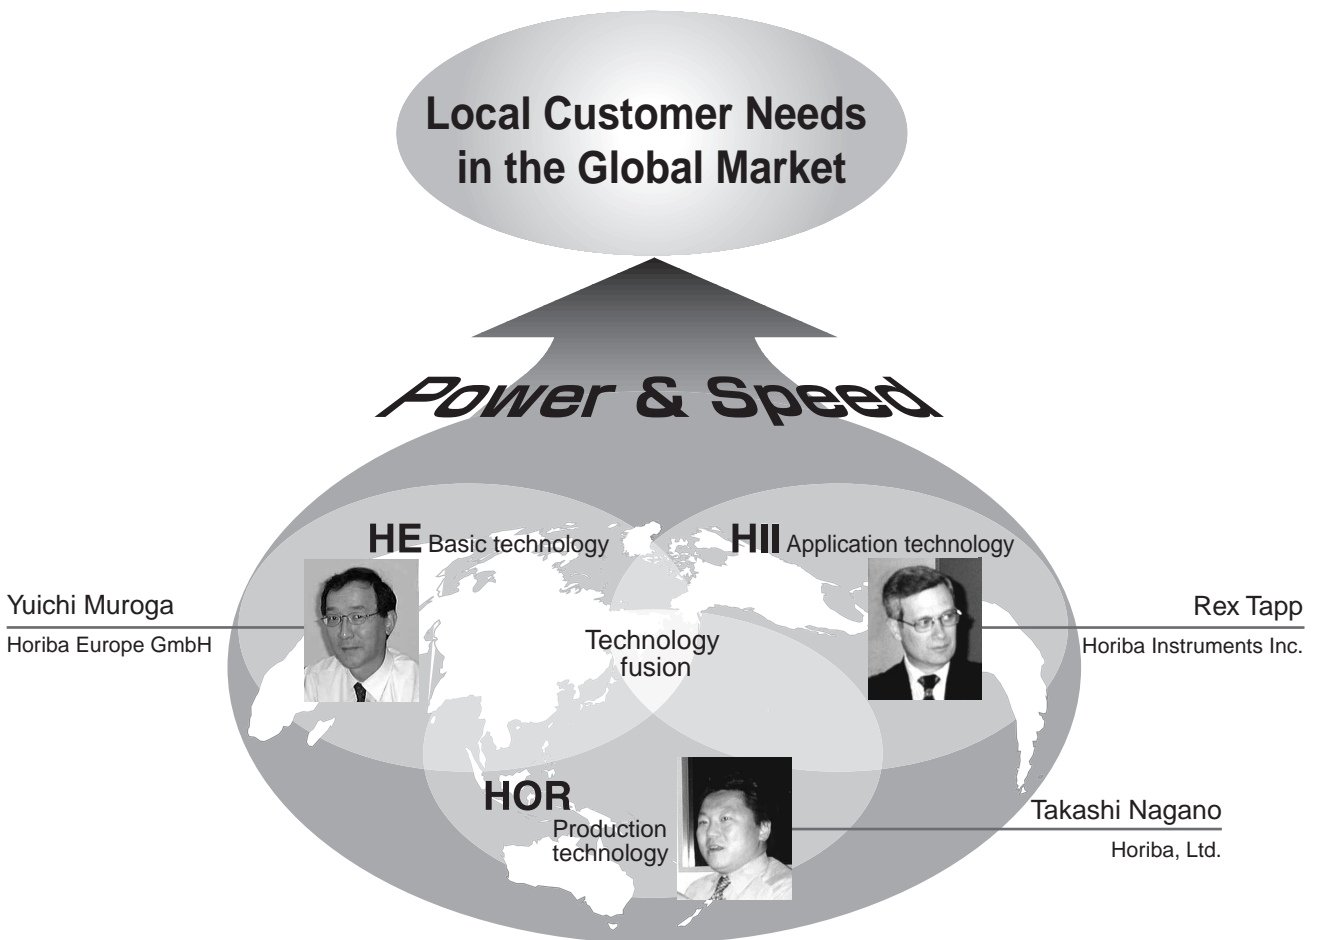 Local Customer Needs
in the Global Market
Power & Speed
HE Basic technology
HII Application technology
Yuichi Muroga
Horiba Europe GmbH
Technology
fusion
Rex Tapp
Horiba Instruments Inc.
HOR
Production
technology
Takashi Nagano
Horiba, Ltd.